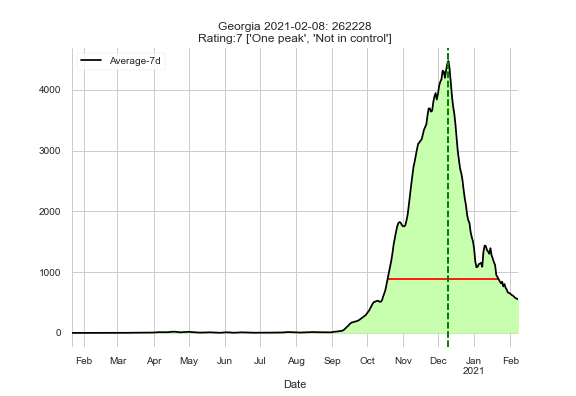 Georgia 2021-02-08: 262228
Rating:7 ['One peak', 'Not in control']
Average-7d
4000
3000
2000
1000
0
Feb Mar Apr May Jun Jul Aug Sep Oct Nov Dec Jan Feb
2021
Date